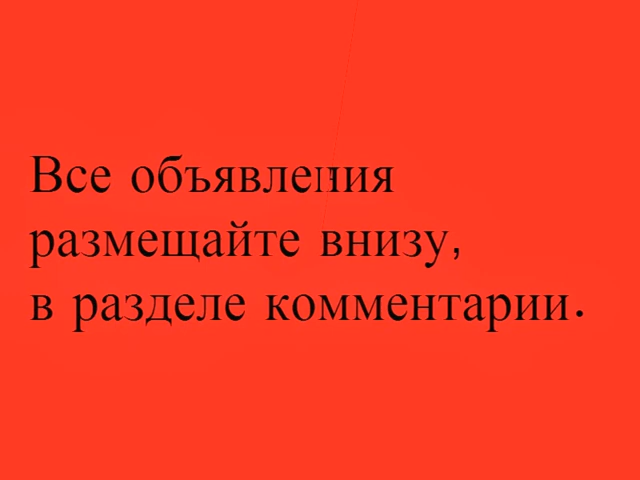 Все объявления
размещайте внизу,
в разделе комментарии.